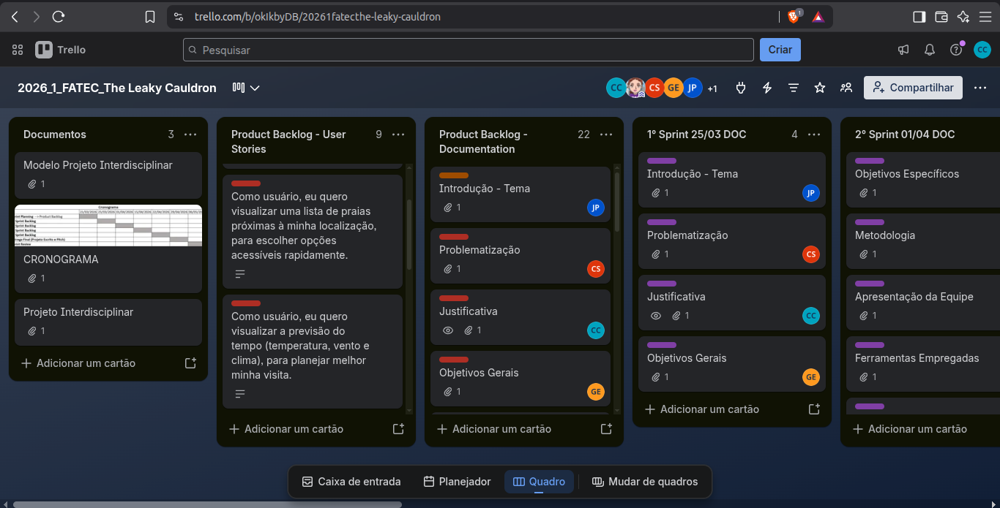 trello.com/b/okIkbyDB/20261fatecthe-leaky-cauldron
1
Trello
Pesquisar
Criar
CC
2026_1_FATEC_The Leaky Cauldron
CC
CS
GE
JP
+1
Compartilhar
Documentos
3
Modelo Projeto Interdisciplinar
1
Cronograma
CRONOGRAMA
1
Projeto Interdisciplinar
1
Adicionar um cartão
Product Backlog - User
Stories
9
Como usuário, eu quero
visualizar uma lista de praias
próximas à minha localização,
para escolher opções
acessíveis rapidamente.
Como usuário, eu quero
visualizar a previsão do
tempo (temperatura, vento e
clima), para planejar melhor
minha visita.
Adicionar um cartão
Product Backlog -
Documentation
22
Introdução - Tema
1
JP
Problematização
1
CS
Justificativa
1
CC
Objetivos Gerais
1
GE
Adicionar um cartão
1º Sprint 25/03 DOC
4
Introdução - Tema
1
JP
Problematização
1
CS
Justificativa
1
CC
Objetivos Gerais
1
GE
Adicionar um cartão
2º Sprint 01/04 DOC
Objetivos Específicos
1
Metodologia
1
Apresentação da Equipe
1
Ferramentas Empregadas
1
Adicionar um cartão
Caixa de entrada
Planejador
Quadro
Mudar de quadros